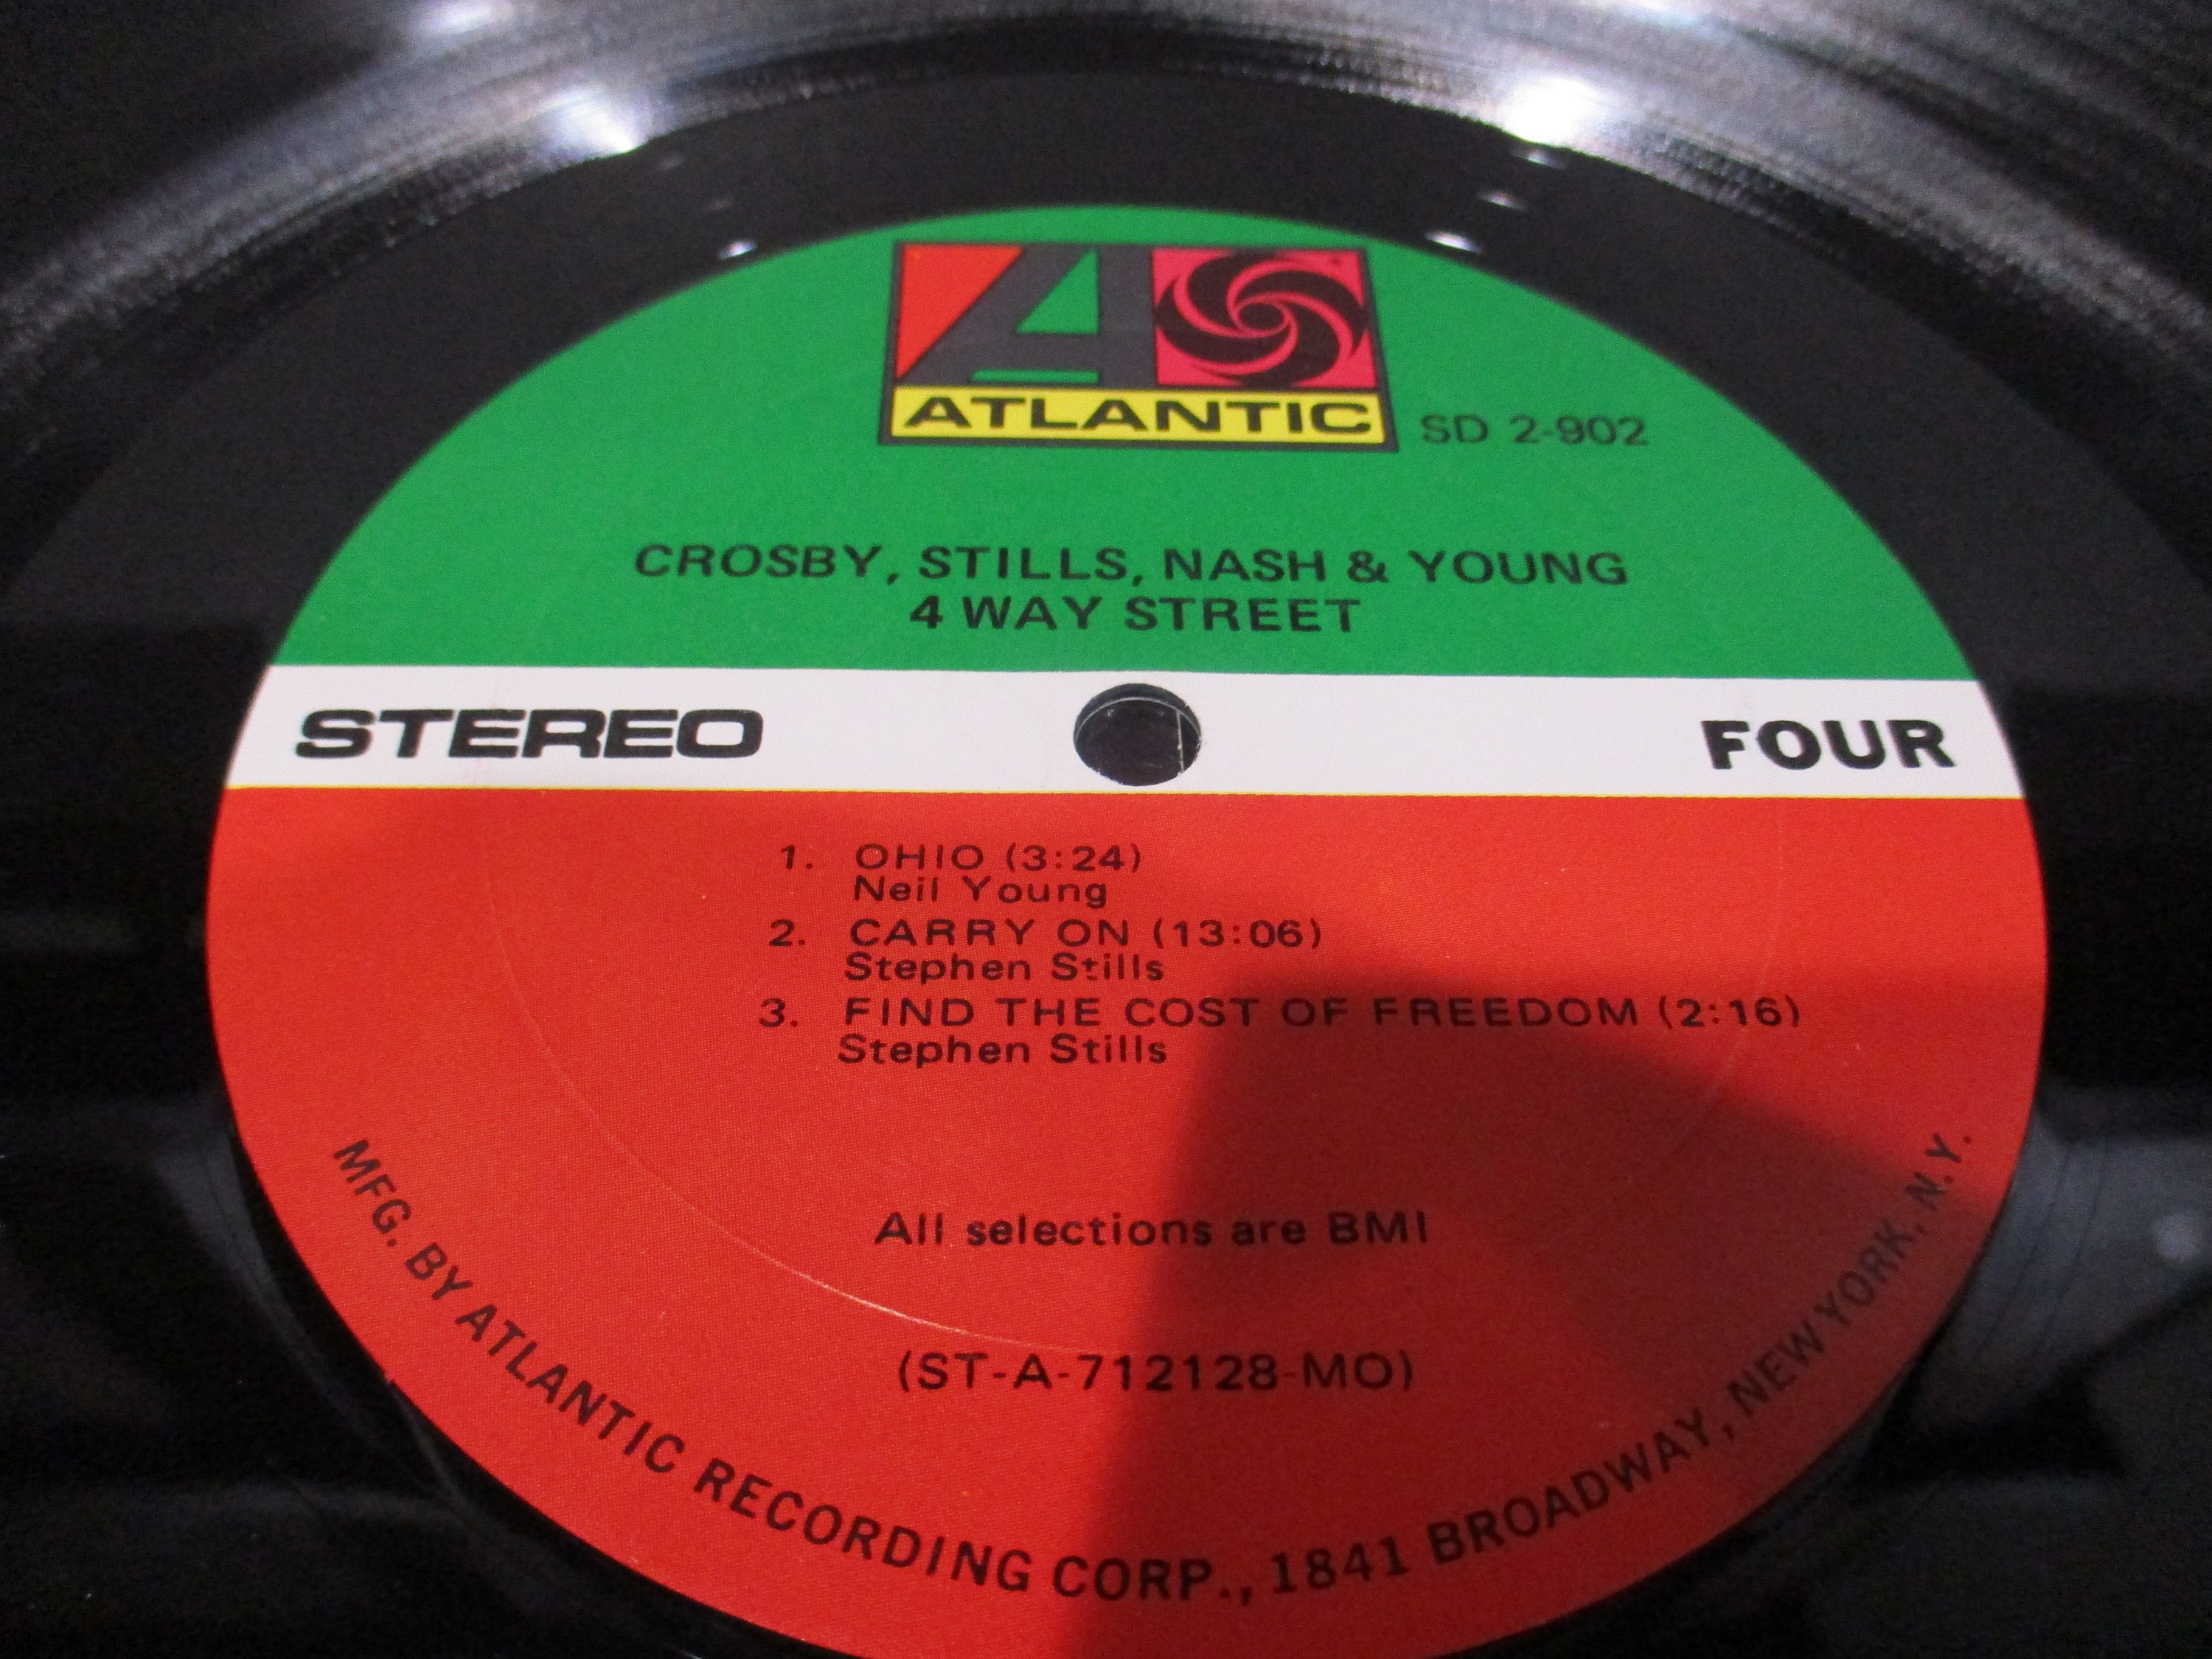 ATLANTIC
SD 2-902
CROSBY, STILLS, NASH & YOUNG
4 WAY STREET
STEREO
FOUR
1. OHIO (3:24)
Neil Young
2. CARRY ON (13:06)
Stephen Stills
3. FIND THE COST OF FREEDOM (2:16)
Stephen Stills
All selections are BMI
(ST-A-712128-MO)
MFG. BY ATLANTIC RECORDING CORP., 1841 BROADWAY, NEW YORK, N.Y.